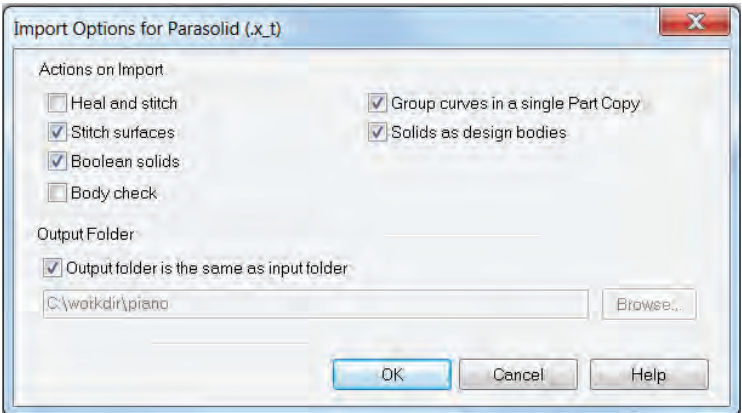 Import Options for Parasolid (.x_t)
Actions on Import
Heal and stitch
Group curves in a single Part Copy
Stitch surfaces
Solids as design bodies
Boolean solids
Body check
Output Folder
Output folder is the same as input folder
C:\workdir\piano
Browse..
OK Cancel Help